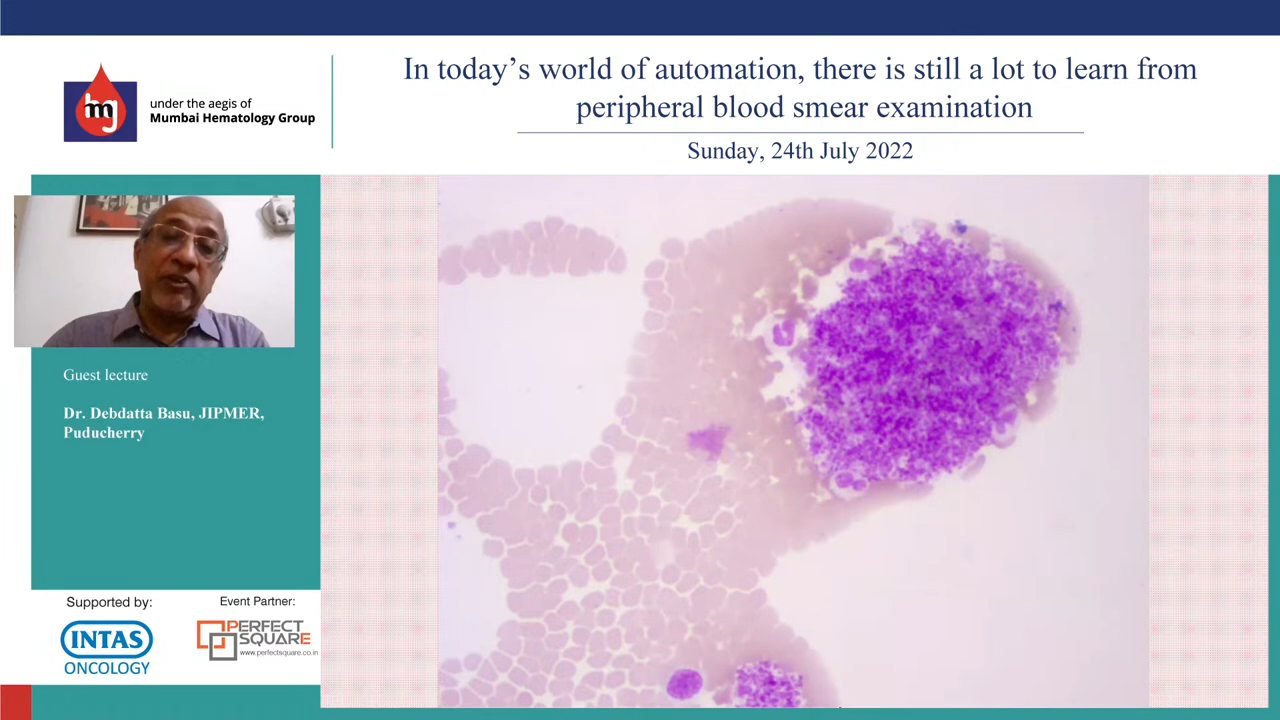 In today’s world of automation, there is still a lot to learn from
peripheral blood smear examination
Sunday, 24th July 2022
hg
under the aegis of
Mumbai Hematology Group
Guest lecture
Dr. Debdatta Basu, JIPMER,
Puducherry
Supported by:
INTAS
ONCOLOGY
Event Partner:
PERFECT
SQUARE
www.perfectsquare.co.in